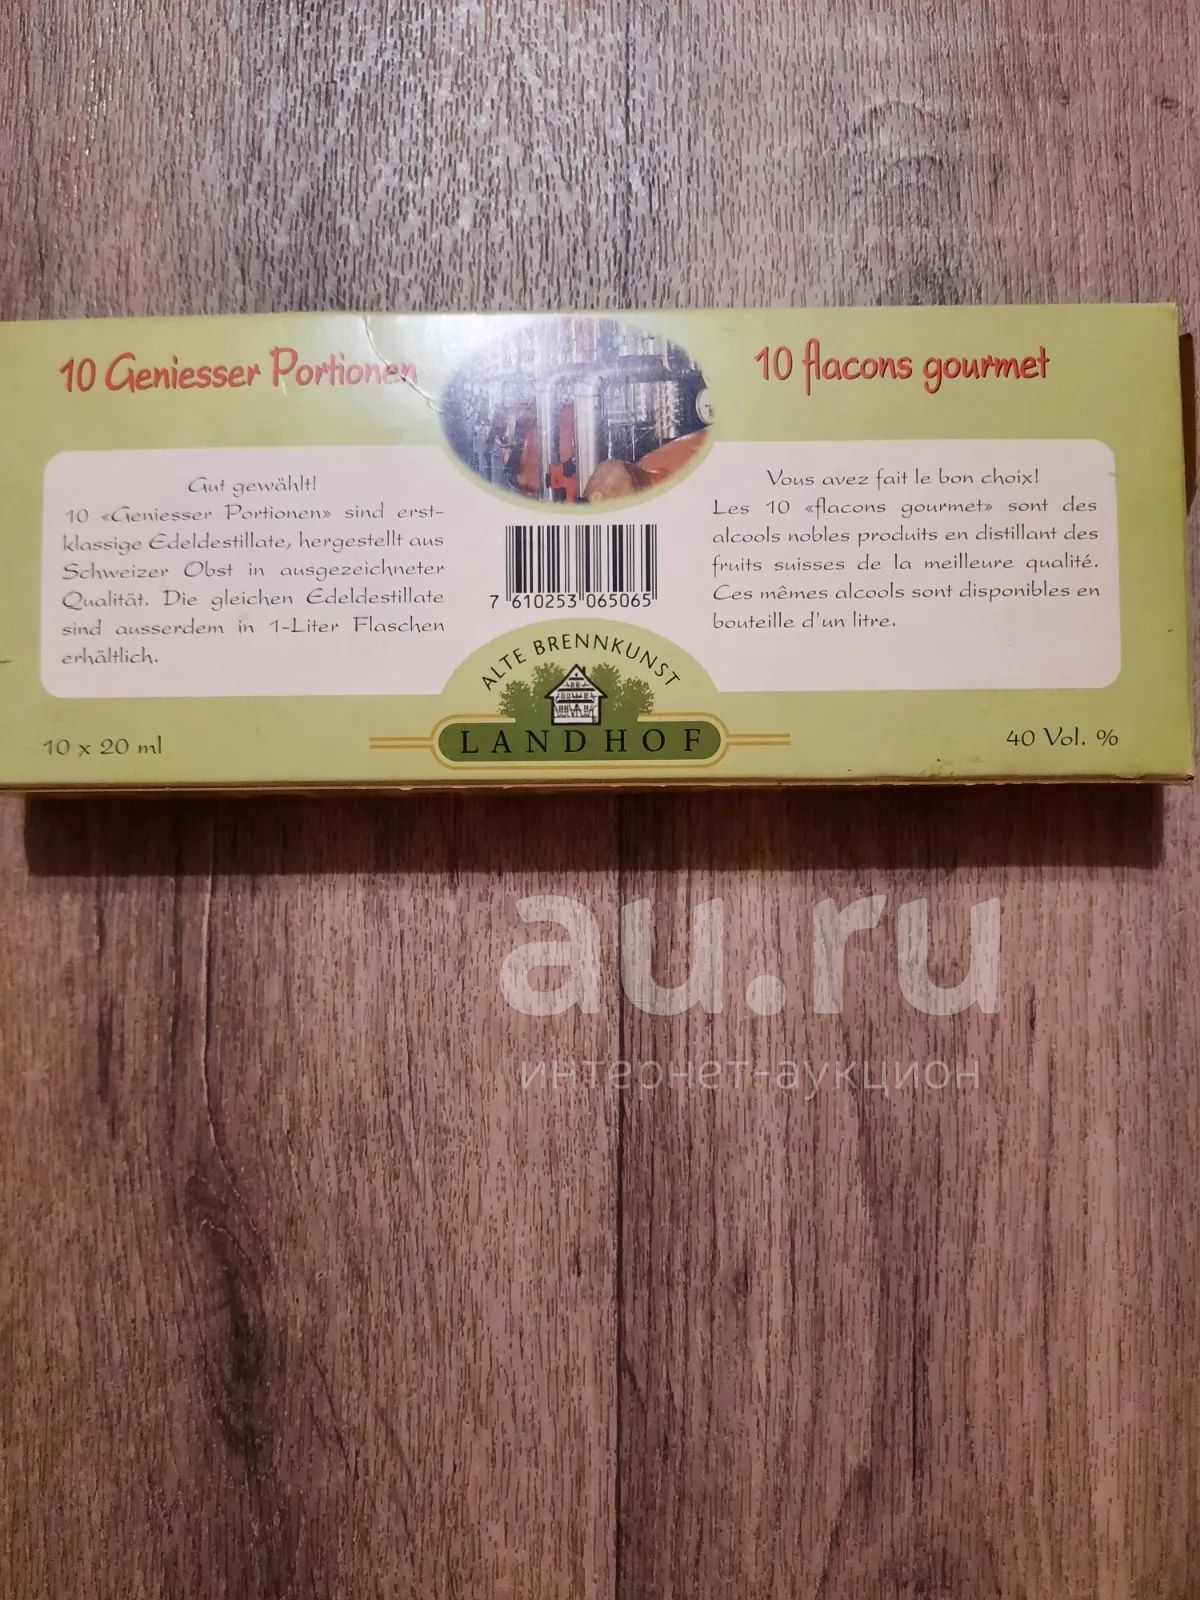 10 Geniesser Portionen
10 flacons gourmet
Gut gewählt!
10 «Geniesser Portionen» sind erst-
klassige Edeldestillate, hergestellt aus
Schweizer Obst in ausgezeichneter
Qualität. Die gleichen Edeldestillate
sind ausserdem in 1-Liter Flaschen
erhältlich.
Vous avez fait le bon choix!
Les 10 «flacons gourmet» sont des
alcools nobles produits en distillant des
fruits suisses de la meilleure qualité.
Ces mêmes alcools sont disponibles en
bouteille d'un litre.
7 610253 065065
ALTE BRENNKUNST
LANDHOF
10 x 20 ml
40 Vol. %
au.ru
интернет-аукцион